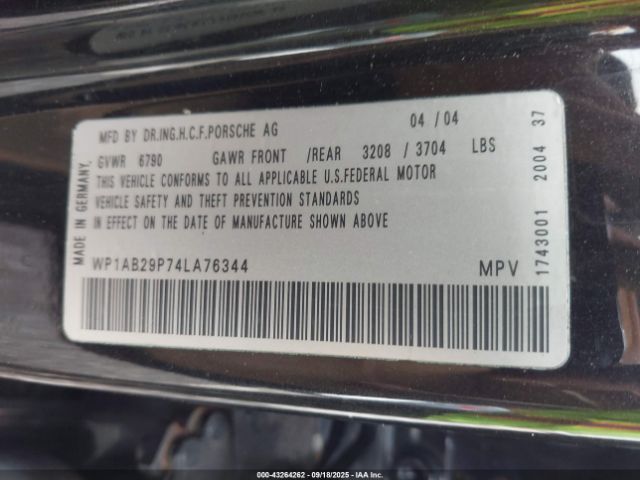 MFD BY DR.ING.H.C.F.PORSCHE AG 04 / 04
GVWR 6790 GAWR FRONT /REAR 3208 / 3704 LBS
THIS VEHICLE CONFORMS TO ALL APPLICABLE U.S.FEDERAL MOTOR
VEHICLE SAFETY AND THEFT PREVENTION STANDARDS
IN EFFECT ON THE DATE OF MANUFACTURE SHOWN ABOVE
WP1AB29P74LA76344 MPV
MADE IN GERMANY.
1743001 2004 37
000-43264262 - 09/18/2025 - IAAI.COM